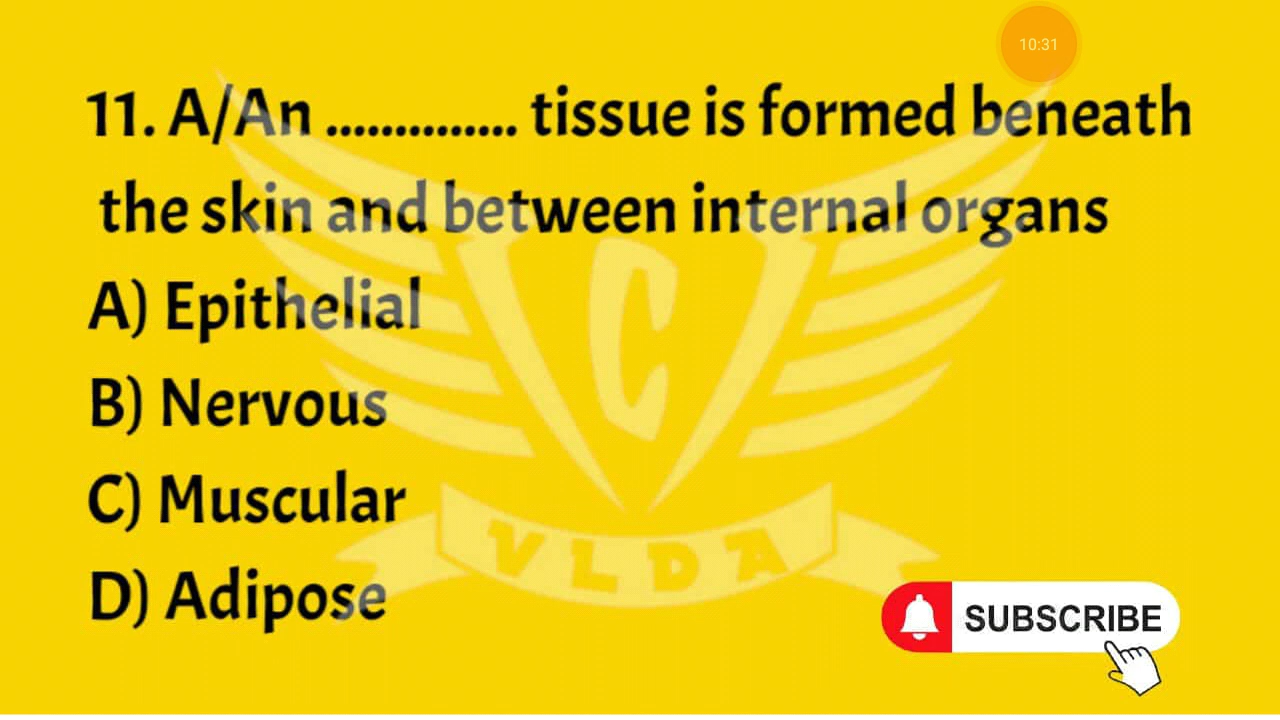 10:31
11. A/An .............. tissue is formed beneath
the skin and between internal organs
A) Epithelial
B) Nervous
C) Muscular
D) Adipose
C
VLDA
SUBSCRIBE